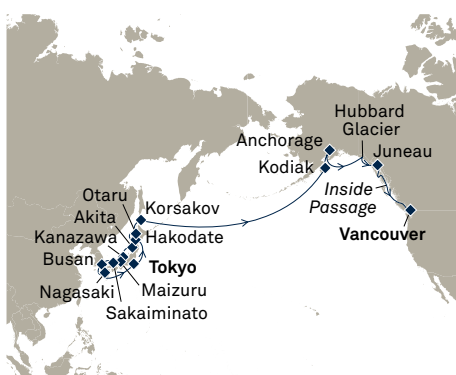 Hubbard
Glacier
Anchorage
Juneau
Kodiak
Inside
Passage
Vancouver
Otaru
Korsakov
Akita
Hakodate
Kanazawa
Busan
Tokyo
Nagasaki
Maizuru
Sakaiminato